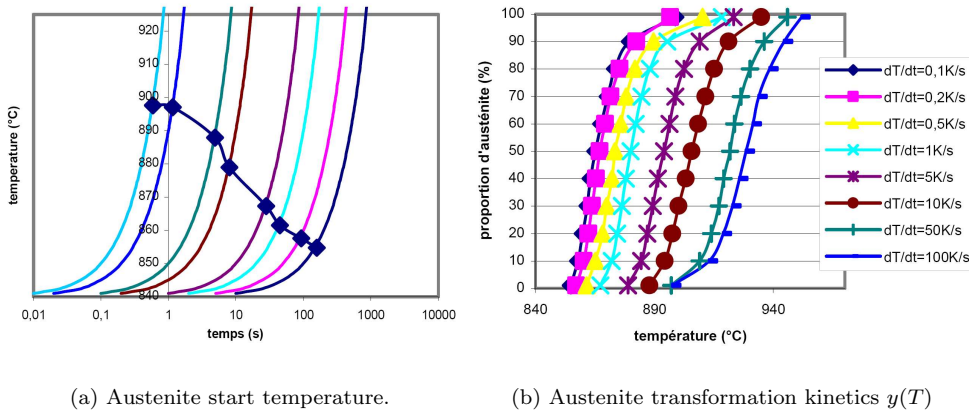 temperature (°C)
920
910
900
890
880
870
860
850
840
0,01
0,1
1
10
100
1000
10000
temps (s)
proportion d'austénite (%)
100
90
80
70
60
50
40
30
20
10
0
840
890
940
température (°C)
dT/dt=0,1K/s
dT/dt=0,2K/s
dT/dt=0,5K/s
dT/dt=1K/s
dT/dt=5K/s
dT/dt=10K/s
dT/dt=50K/s
dT/dt=100K/s
(a) Austenite start temperature.
(b) Austenite transformation kinetics y(T)